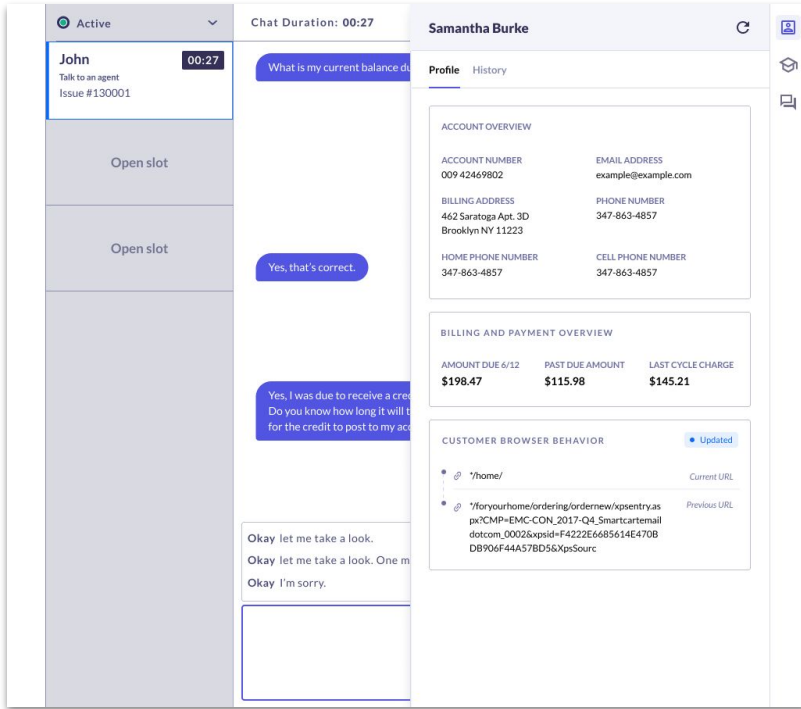 Active
John
00:27
Talk to an agent
Issue #130001
Open slot
Open slot
Chat Duration: 00:27
What is my current balance du
Yes, that's correct.
Yes, I was due to receive a cre
Do you know how long it will t
for the credit to post to my acc
Okay let me take a look.
Okay let me take a look. One m
Okay I'm sorry.
Samantha Burke
Profile History
ACCOUNT OVERVIEW
ACCOUNT NUMBER
009 42469802
EMAIL ADDRESS
example@example.com
BILLING ADDRESS
462 Saratoga Apt. 3D
Brooklyn NY 11223
PHONE NUMBER
347-863-4857
HOME PHONE NUMBER
347-863-4857
CELL PHONE NUMBER
347-863-4857
BILLING AND PAYMENT OVERVIEW
AMOUNT DUE 6/12
$198.47
PAST DUE AMOUNT
$115.98
LAST CYCLE CHARGE
$145.21
CUSTOMER BROWSER BEHAVIOR
Updated
*/home/
Current URL
*/foryourhome/ordering/ordernew/xpsentry.as
px?CMP=EMC-CON_2017-Q4_Smartcartemail
dotcom_0002&xpsid=F4222E6685614E470B
DB906F44A57BD5&XpsSourc
Previous URL